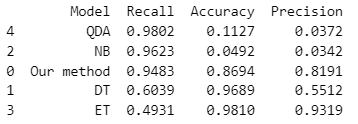 Model Recall Accuracy Precision
4 QDA 0.9802 0.1127 0.0372
2 NB 0.9623 0.0492 0.0342
0 Our method 0.9483 0.8694 0.8191
1 DT 0.6039 0.9689 0.5512
3 ET 0.4931 0.9810 0.9319